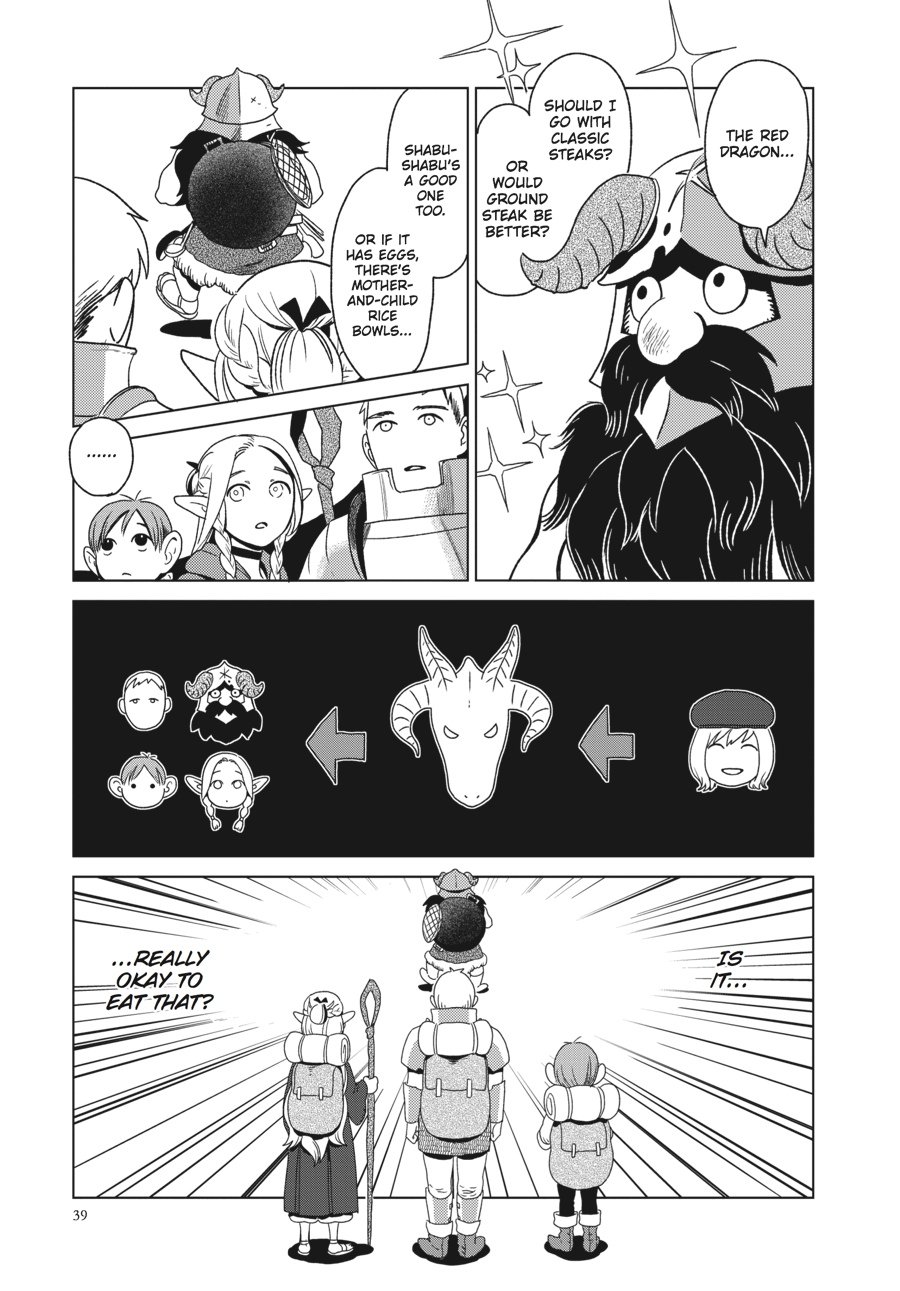 THE RED
DRAGON...
SHOULD I
GO WITH
CLASSIC
STEAKS?
OR
WOULD
GROUND
STEAK BE
BETTER?
SHABU-
SHABU'S
A GOOD
ONE
TOO.
OR IF IT
HAS EGGS,
THERE'S
MOTHER-
AND-CHILD
RICE
BOWLS...
......
IS
IT...
...REALLY
OKAY TO
EAT THAT?
39